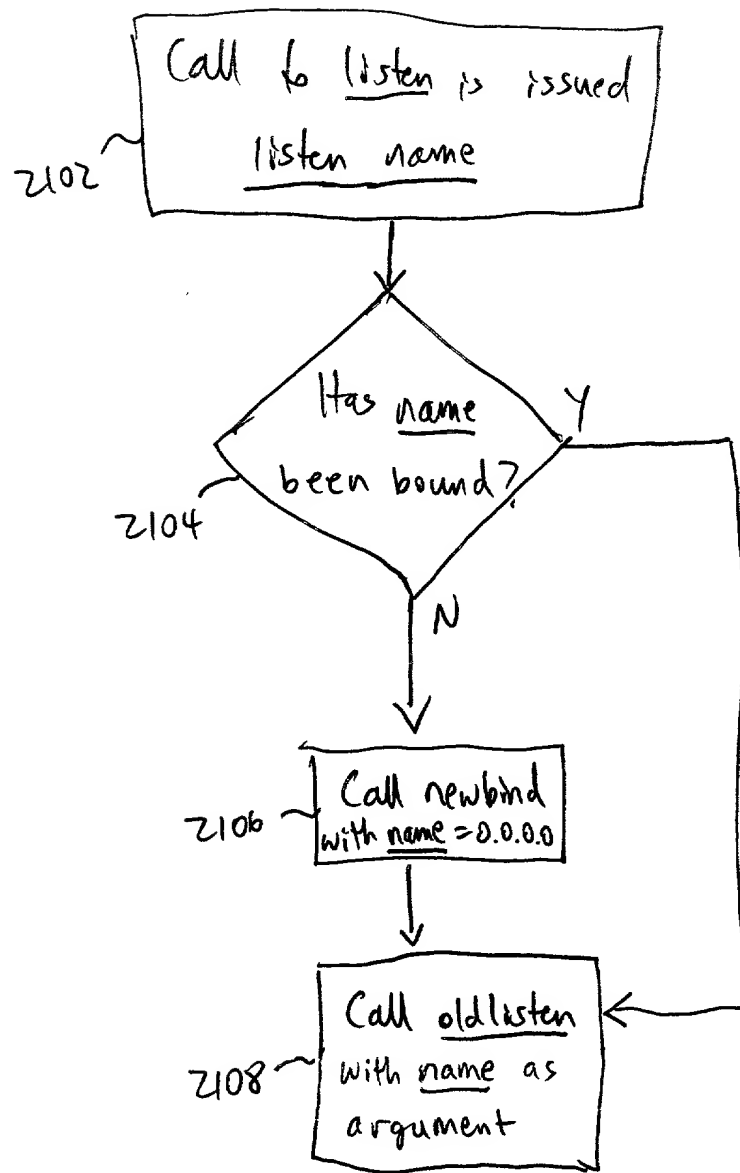 Call to listen is issued
listen name
2102
Has name
been bound?
Y
2104
N
Call newbind
with name = 0.0.0.0
2106
Call oldlisten
with name as
argument
2108